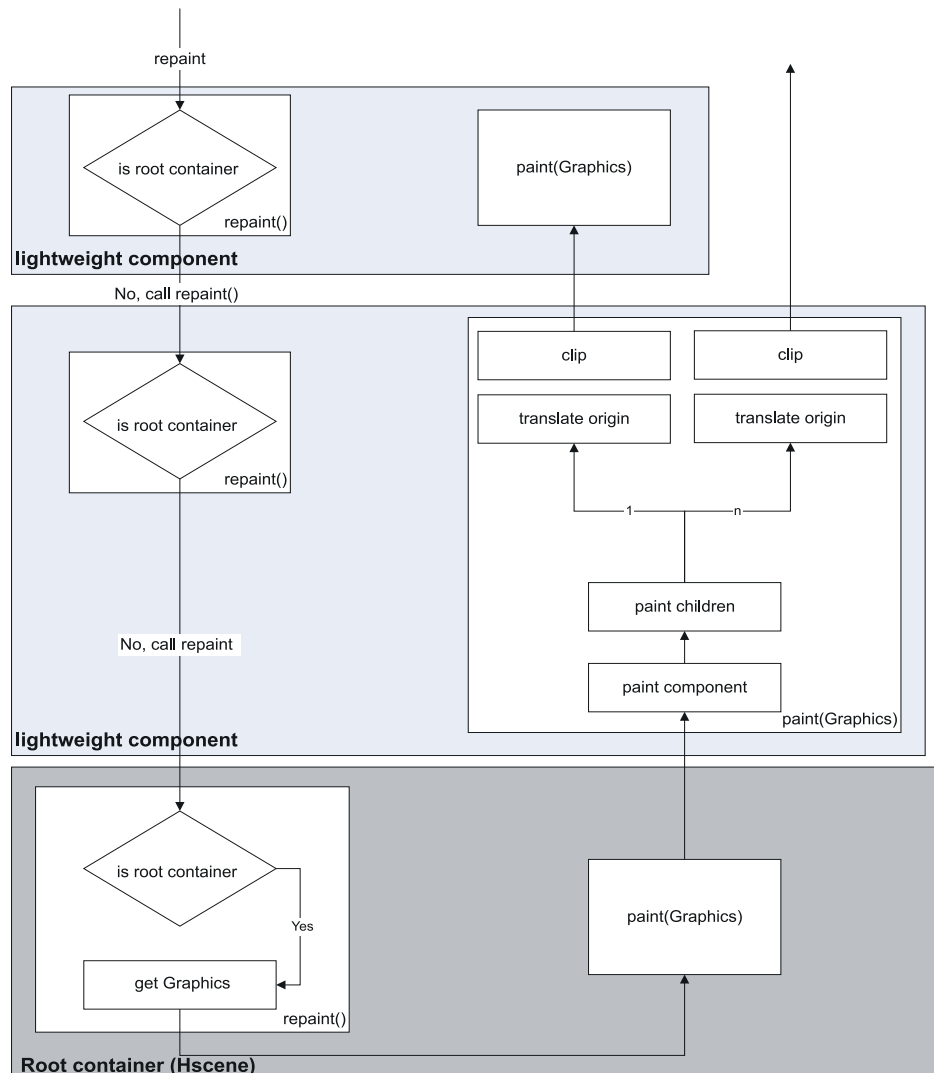 repaint
is root container
repaint()
paint(Graphics)
lightweight component
No, call repaint()
is root container
repaint()
clip
clip
translate origin
translate origin
1
n
paint children
No, call repaint
paint component
paint(Graphics)
lightweight component
is root container
Yes
get Graphics
repaint()
paint(Graphics)
Root container (Hscene)